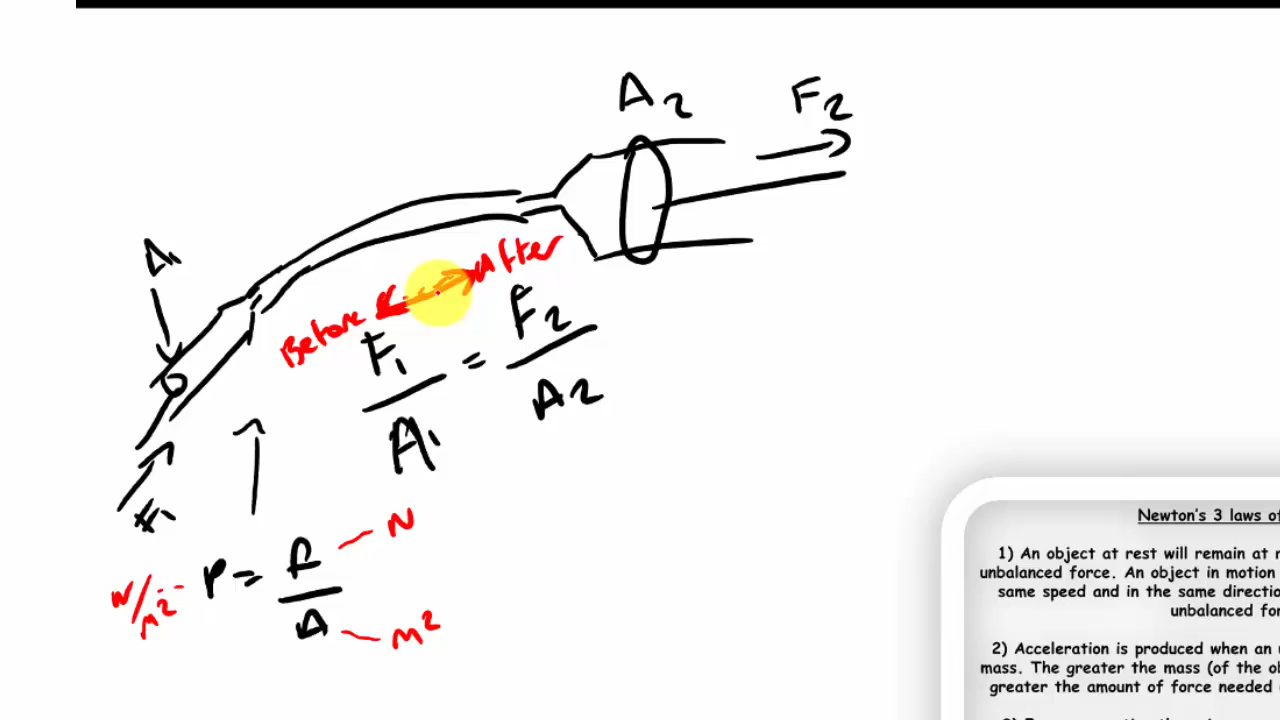 A2
F2
A1
Before
After
F1
A1
=
F2
A2
F1
P = F
A
N
m²
N/m²
Newton's 3 laws of
1) An object at rest will remain at r
unbalanced force. An object in motion
same speed and in the same direction
unbalanced for
2) Acceleration is produced when an
mass. The greater the mass (of the ob
greater the amount of force needed